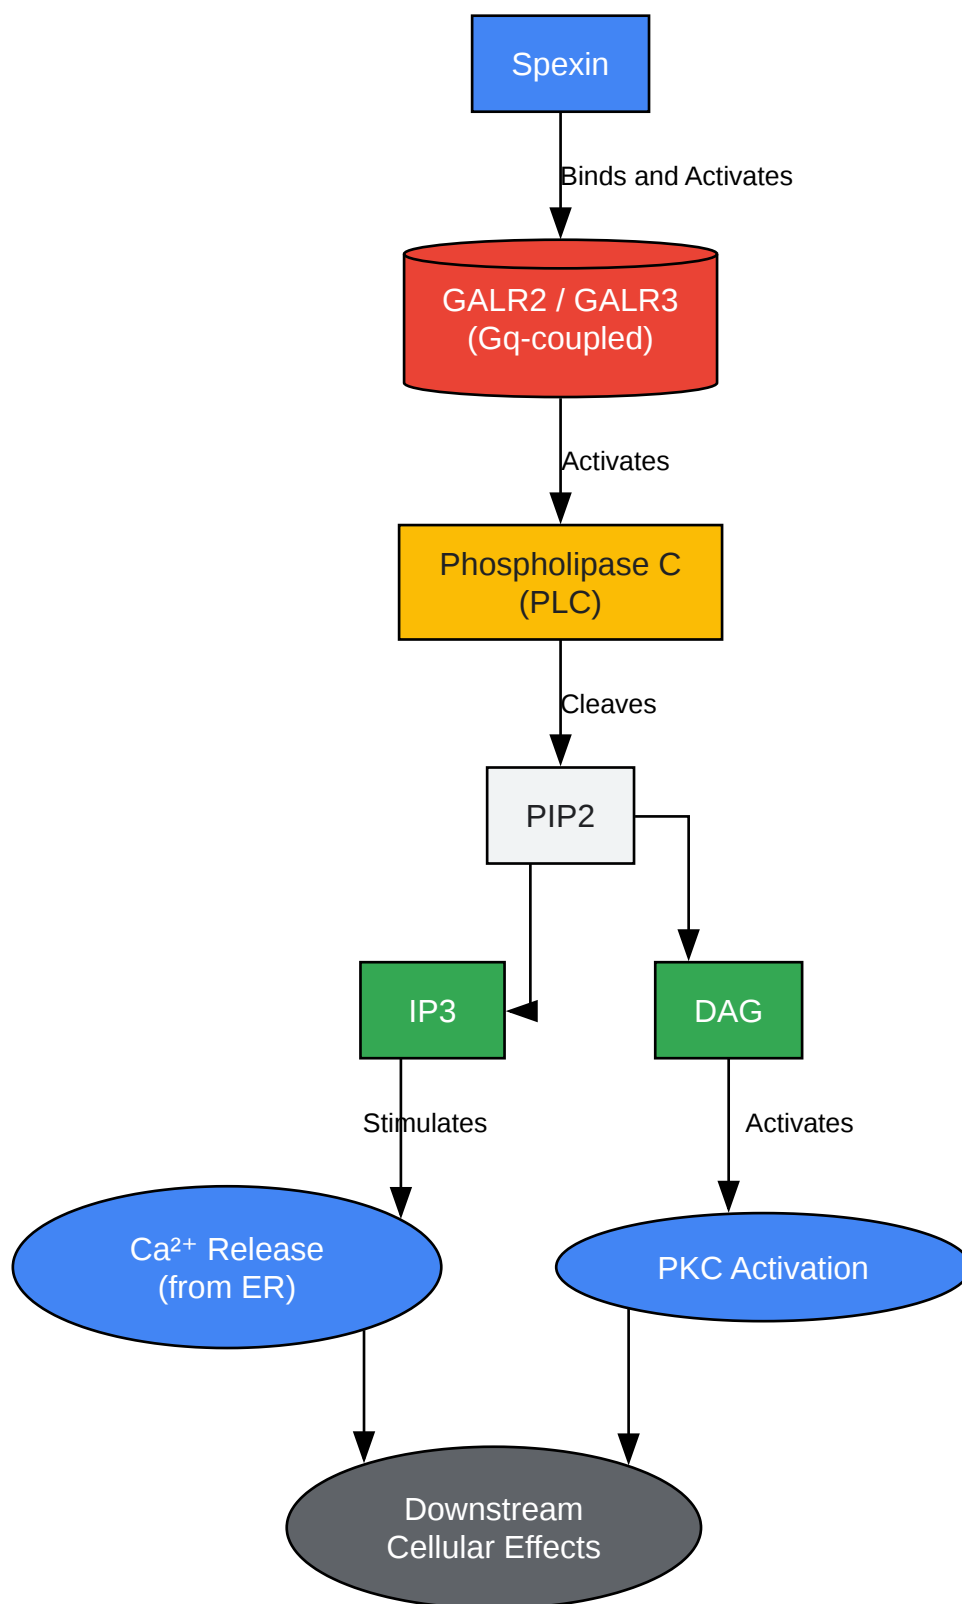 Spexin
Binds and Activates
GALR2 / GALR3
(Gq-coupled)
Activates
Phospholipase C
(PLC)
Cleaves
PIP2
IP3
DAG
Stimulates
Activates
Ca²⁺ Release
(from ER)
PKC Activation
Downstream
Cellular Effects